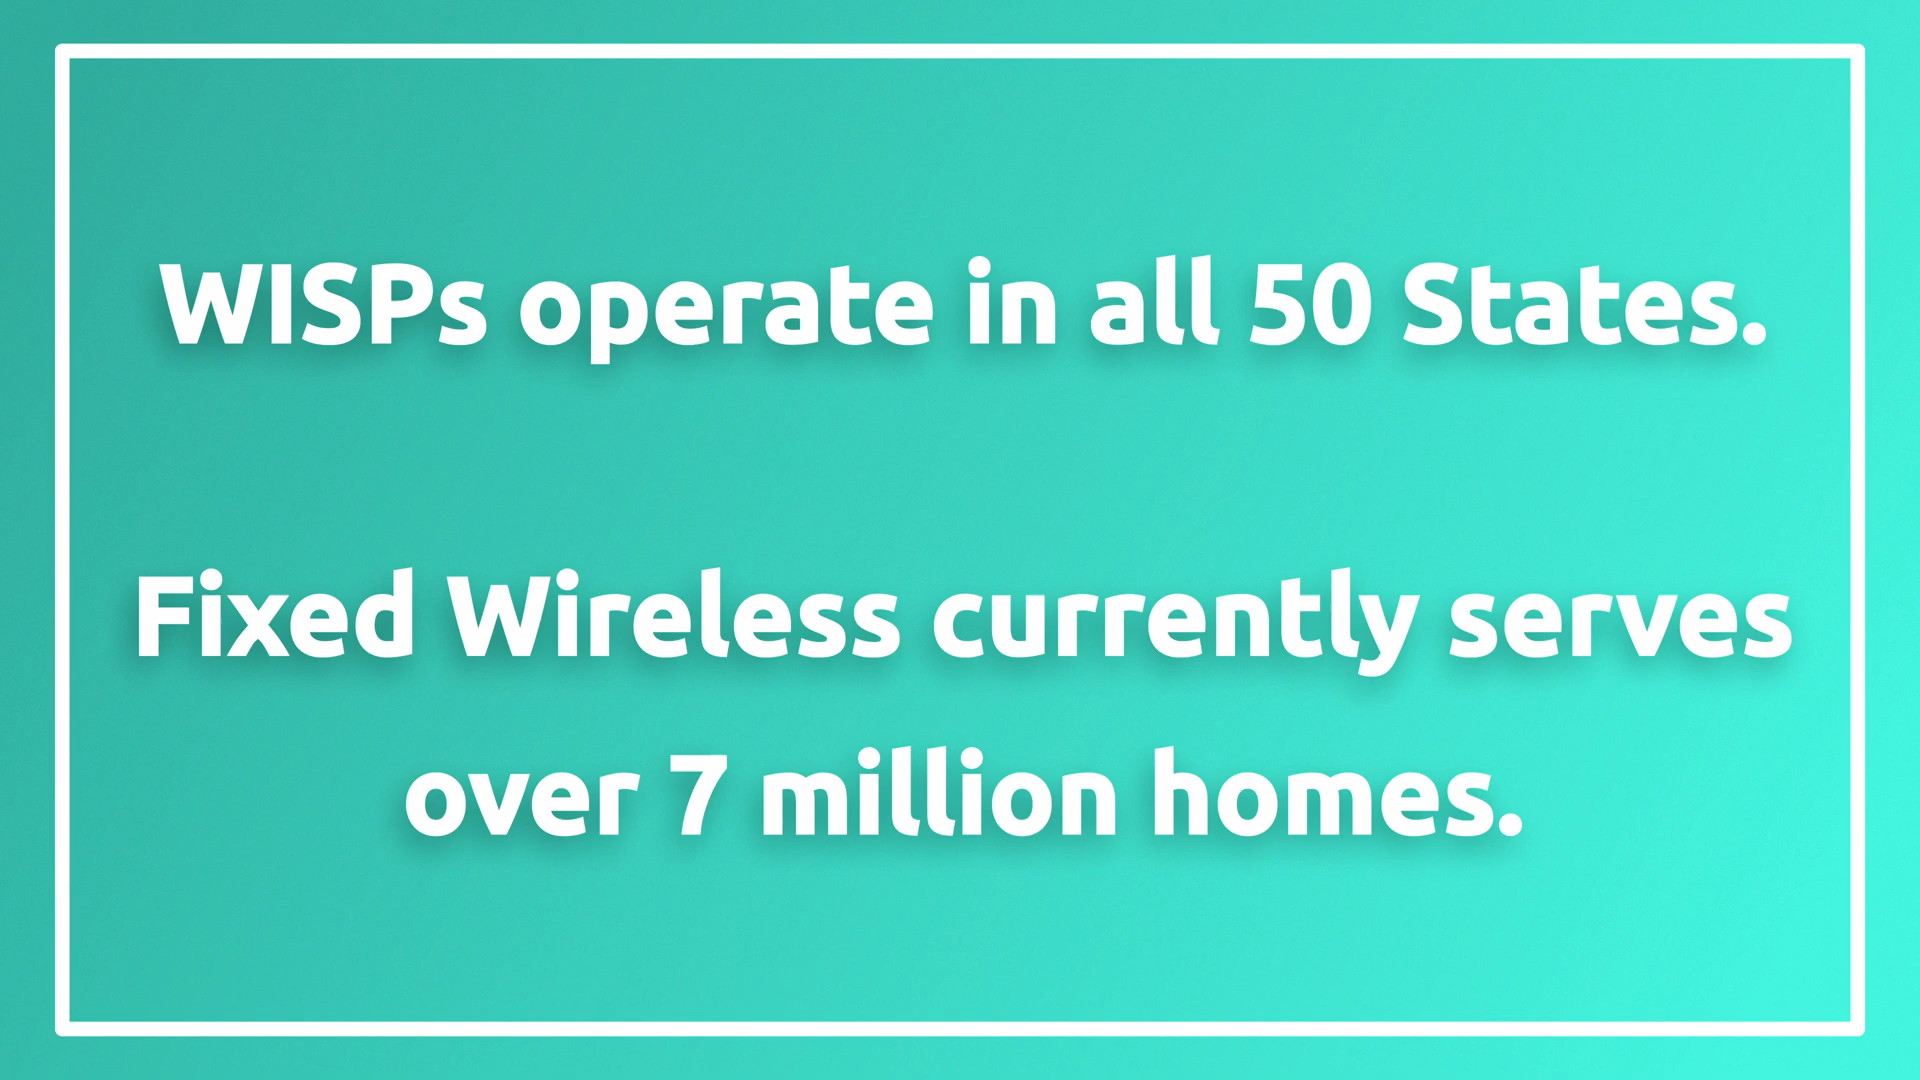 WISPs operate in all 50 States.
Fixed Wireless currently serves
over 7 million homes.